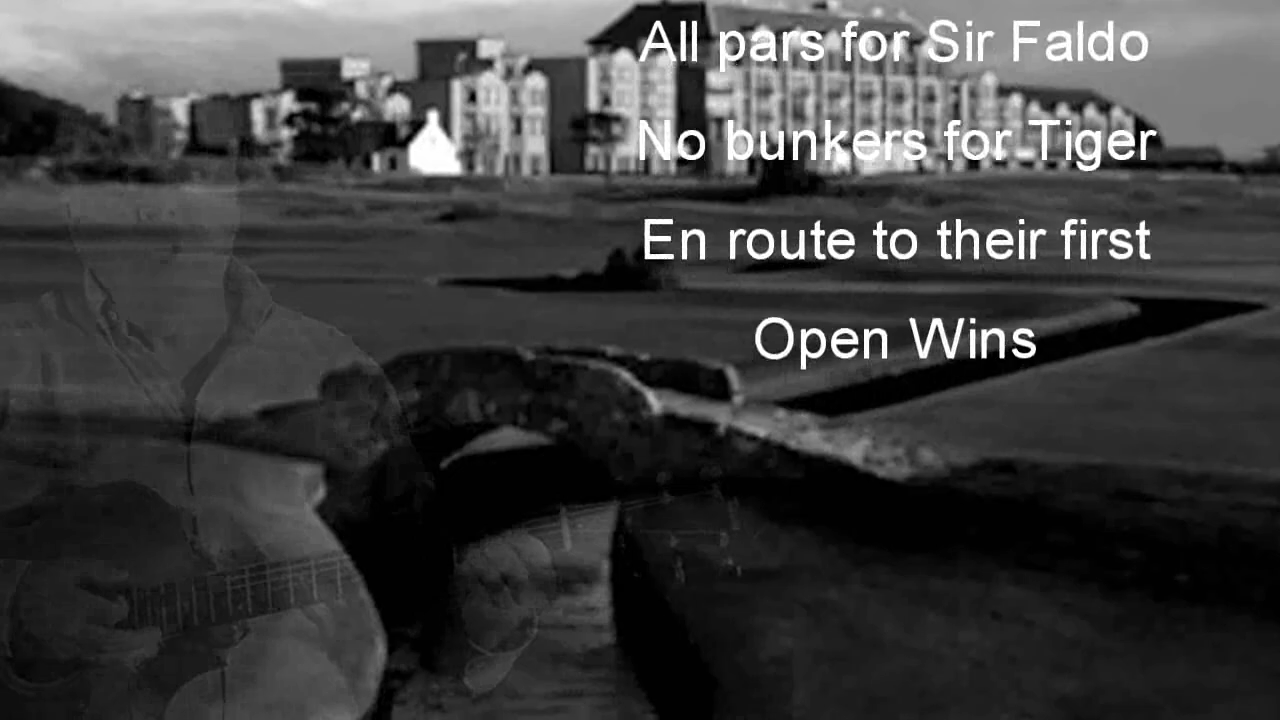 All pars for Sir Faldo
No bunkers for Tiger
En route to their first
Open Wins